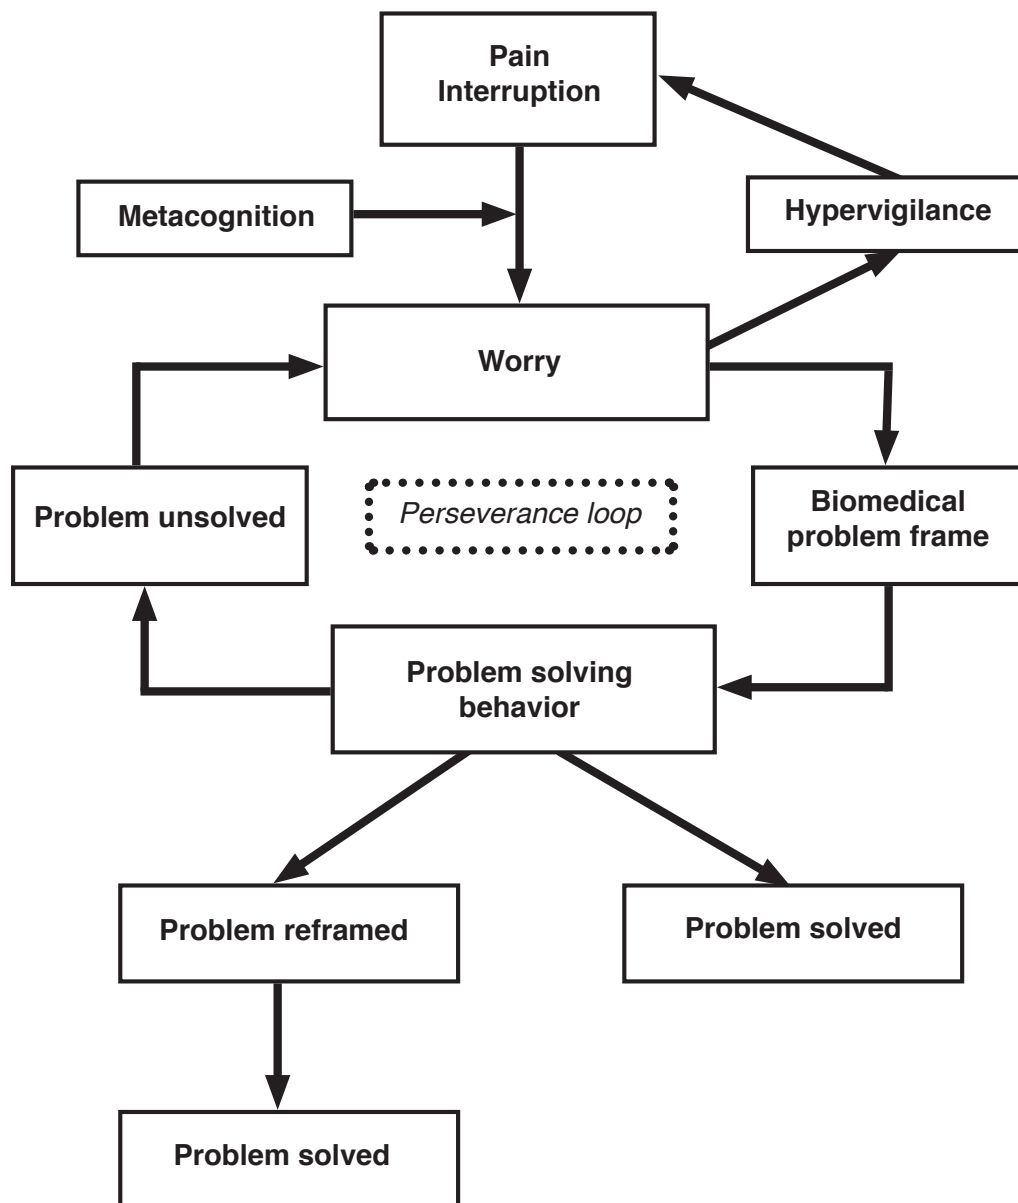 Pain
Interruption
Metacognition
Hypervigilance
Worry
Problem unsolved
Perseverance loop
Biomedical
problem frame
Problem solving
behavior
Problem reframed
Problem solved
Problem solved